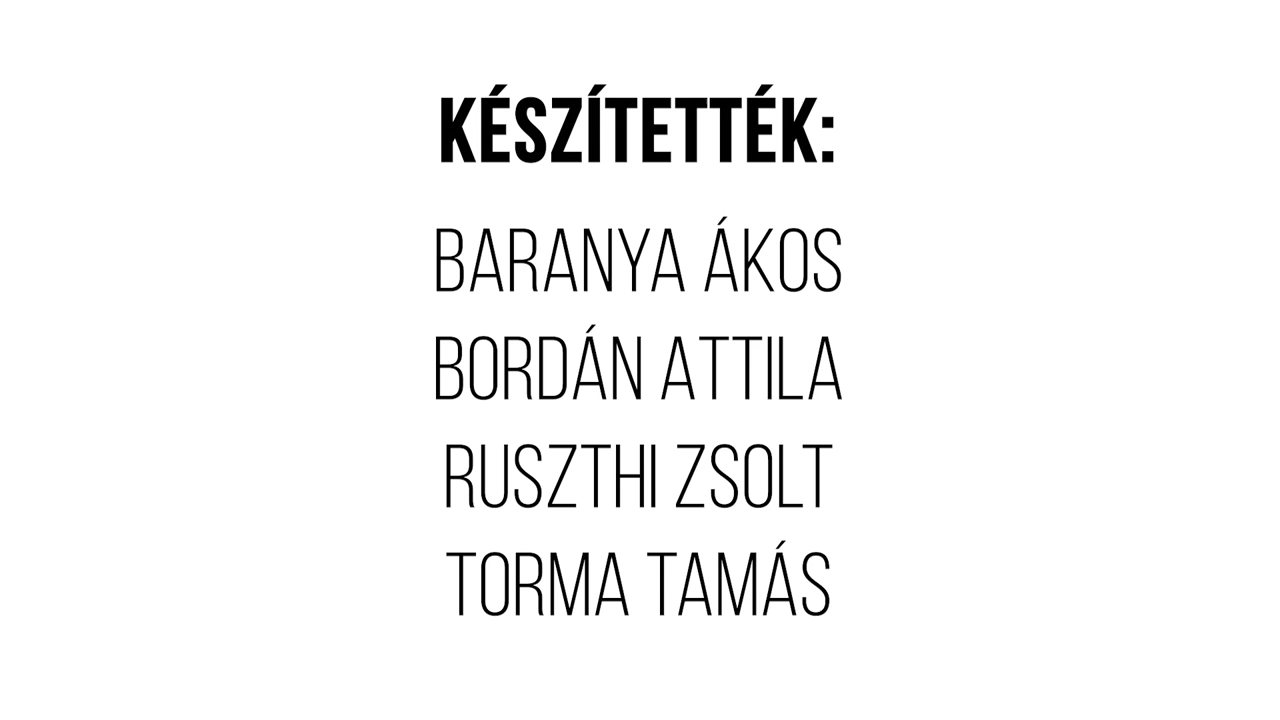 KÉSZÍTETTÉK:
BARANYA ÁKOS
BORDÁN ATTILA
RUSZTHI ZSOLT
TORMA TAMÁS